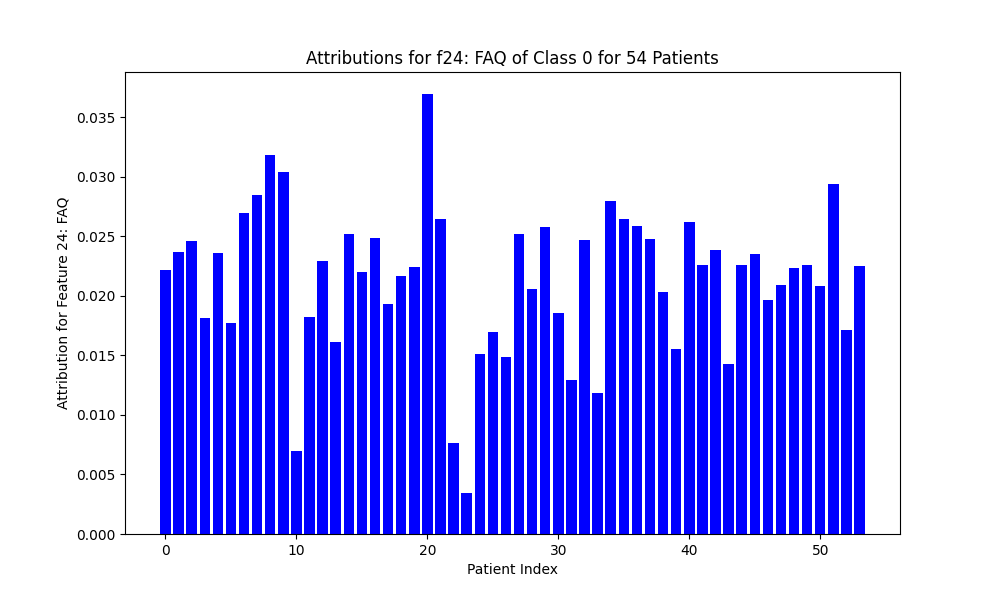 Attributions for f24: FAQ of Class 0 for 54 Patients
Attribution for Feature 24: FAQ
0.035
0.030
0.025
0.020
0.015
0.010
0.005
0.000
0 10 20 30 40 50
Patient Index